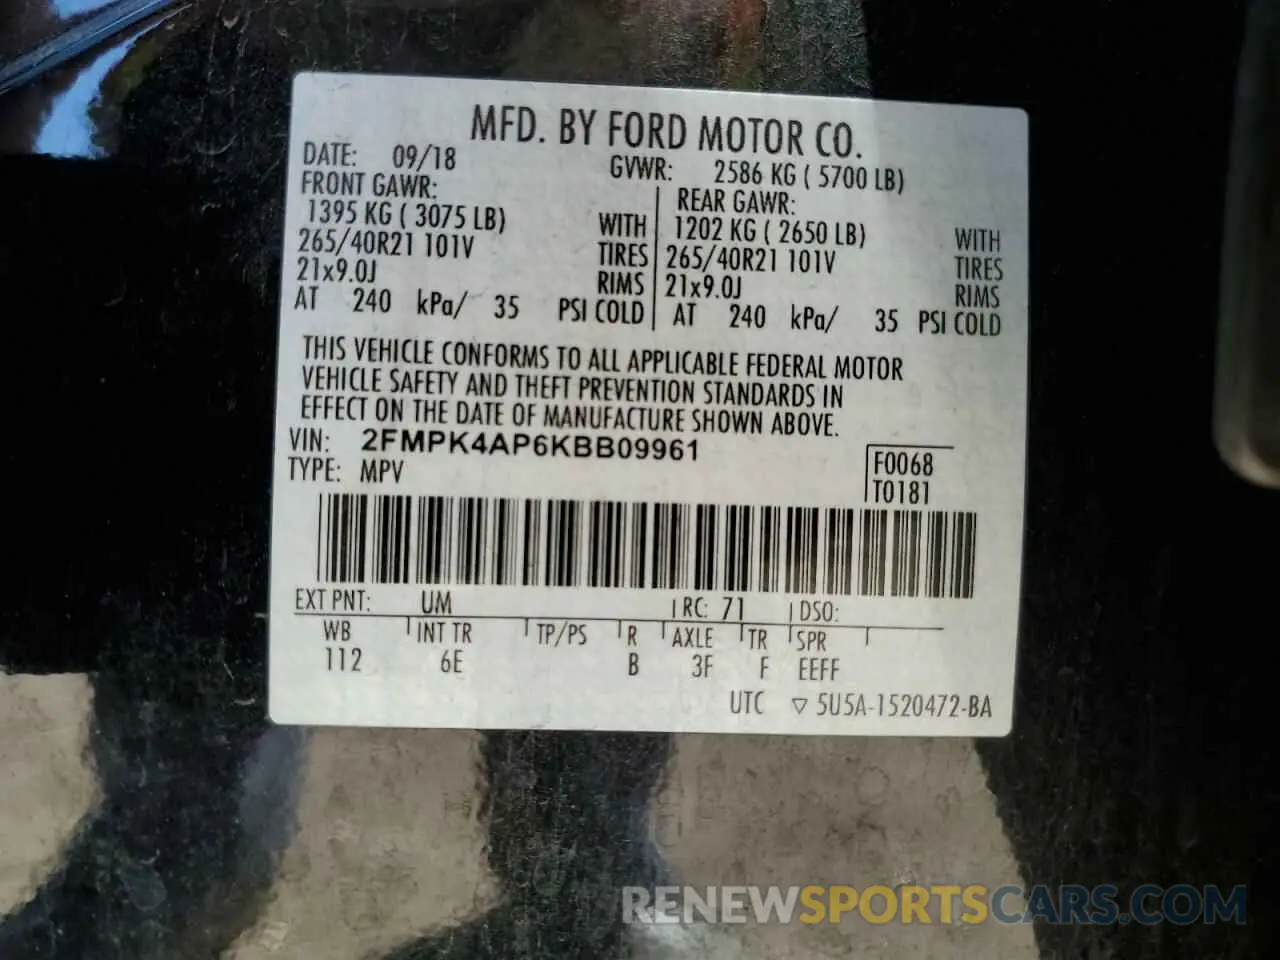 MFD. BY FORD MOTOR CO.
DATE: 09/18 GVWR: 2586 KG ( 5700 LB)
FRONT GAWR: REAR GAWR:
1395 KG ( 3075 LB) WITH 1202 KG ( 2650 LB) WITH
265/40R21 101V TIRES 265/40R21 101V TIRES
21x9.0J RIMS 21x9.0J RIMS
AT 240 kPa/ 35 PSI COLD AT 240 kPa/ 35 PSI COLD
THIS VEHICLE CONFORMS TO ALL APPLICABLE FEDERAL MOTOR
VEHICLE SAFETY AND THEFT PREVENTION STANDARDS IN
EFFECT ON THE DATE OF MANUFACTURE SHOWN ABOVE.
VIN: 2FMPK4AP6KBB09961
TYPE: MPV
F0068
T0181
EXT PNT: UM RC: 71 DSO:
WB INT TR TP/PS R AXLE TR SPR
112 6E B 3F F EEFF
UTC ▽ 5U5A-1520472-BA
RENEWSPORTSCARS.COM